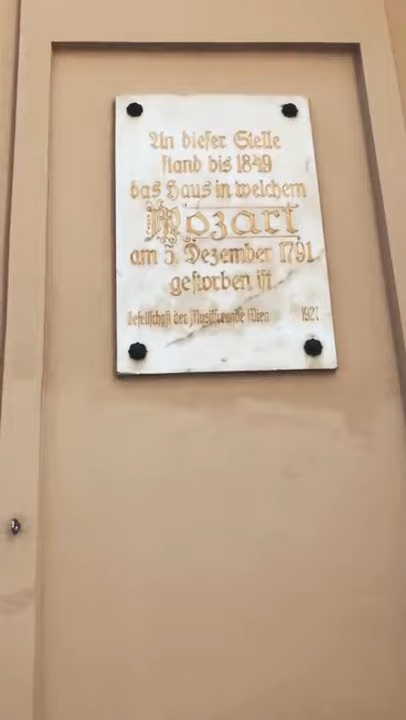 An dieser Stelle
stand bis 1849
das Haus in welchem
Mozart
am 5. Dezember 1791
gestorben ist
Gesellschaft der Musikfreunde Wien 1927